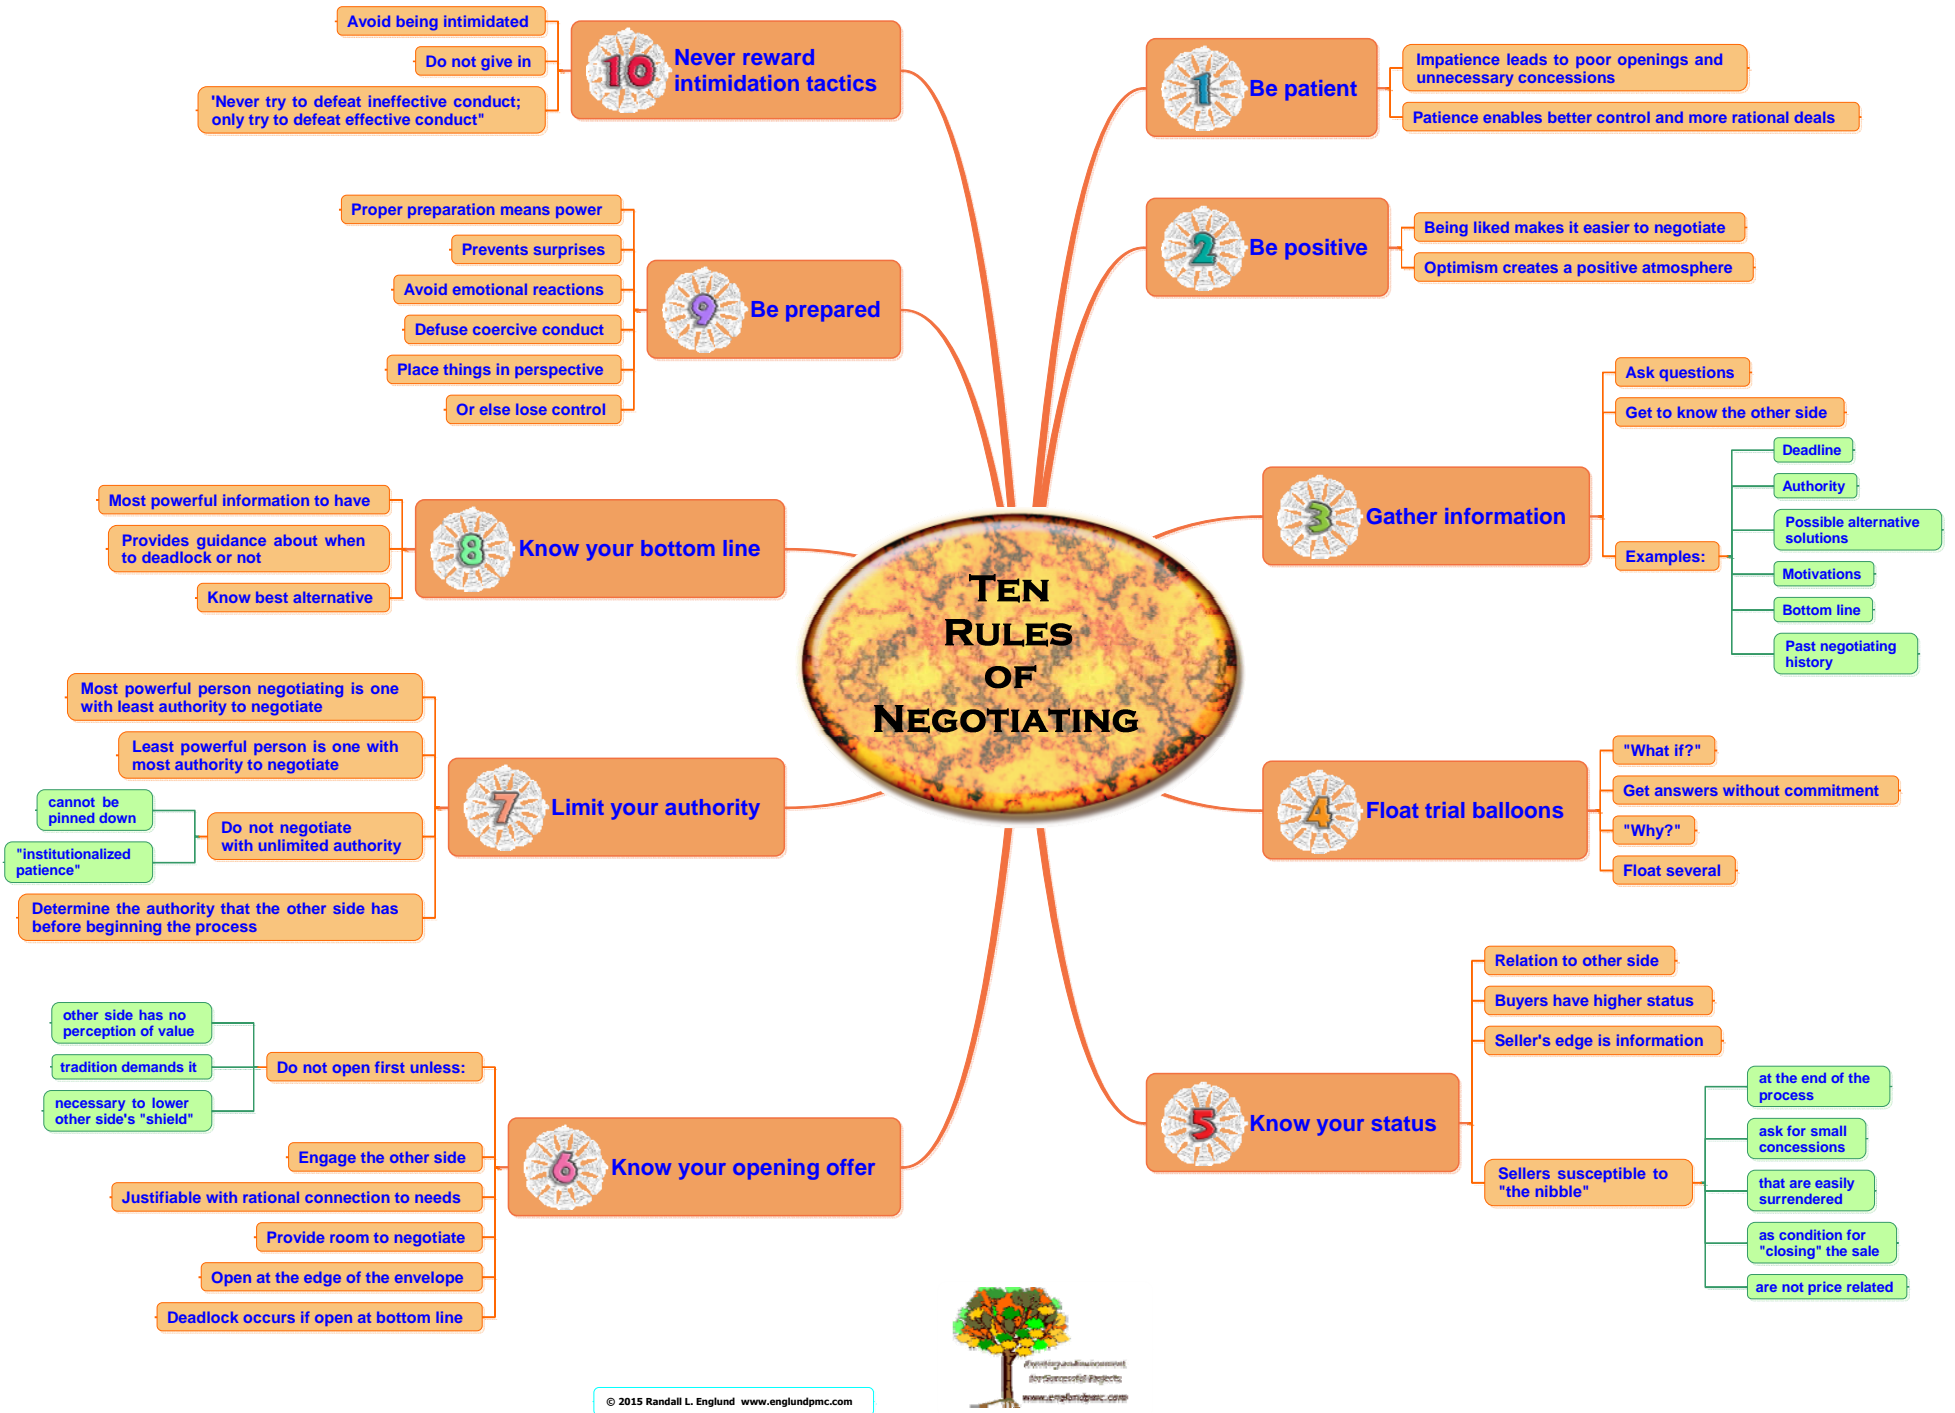 Ten
Rules
of
Negotiating
1
Be patient
Impatience leads to poor openings and
unnecessary concessions
Patience enables better control and more rational deals
2
Be positive
Being liked makes it easier to negotiate
Optimism creates a positive atmosphere
3
Gather information
Ask questions
Get to know the other side
Examples:
Deadline
Authority
Possible alternative
solutions
Motivations
Bottom line
Past negotiating
history
4
Float trial balloons
"What if?"
Get answers without commitment
"Why?"
Float several
5
Know your status
Relation to other side
Buyers have higher status
Seller's edge is information
Sellers susceptible to
"the nibble"
at the end of the
process
ask for small
concessions
that are easily
surrendered
as condition for
"closing" the sale
are not price related
6
Know your opening offer
Do not open first unless:
other side has no
perception of value
tradition demands it
necessary to lower
other side's "shield"
Engage the other side
Justifiable with rational connection to needs
Provide room to negotiate
Open at the edge of the envelope
Deadlock occurs if open at bottom line
7
Limit your authority
Most powerful person negotiating is one
with least authority to negotiate
Least powerful person is one with
most authority to negotiate
Do not negotiate
with unlimited authority
cannot be
pinned down
"institutionalized
patience"
Determine the authority that the other side has
before beginning the process
8
Know your bottom line
Most powerful information to have
Provides guidance about when
to deadlock or not
Know best alternative
9
Be prepared
Proper preparation means power
Prevents surprises
Avoid emotional reactions
Defuse coercive conduct
Place things in perspective
Or else lose control
10
Never reward
intimidation tactics
Avoid being intimidated
Do not give in
'Never try to defeat ineffective conduct;
only try to defeat effective conduct"
for Successful Projects
www.englundpmc.com
© 2015 Randall L. Englund www.englundpmc.com